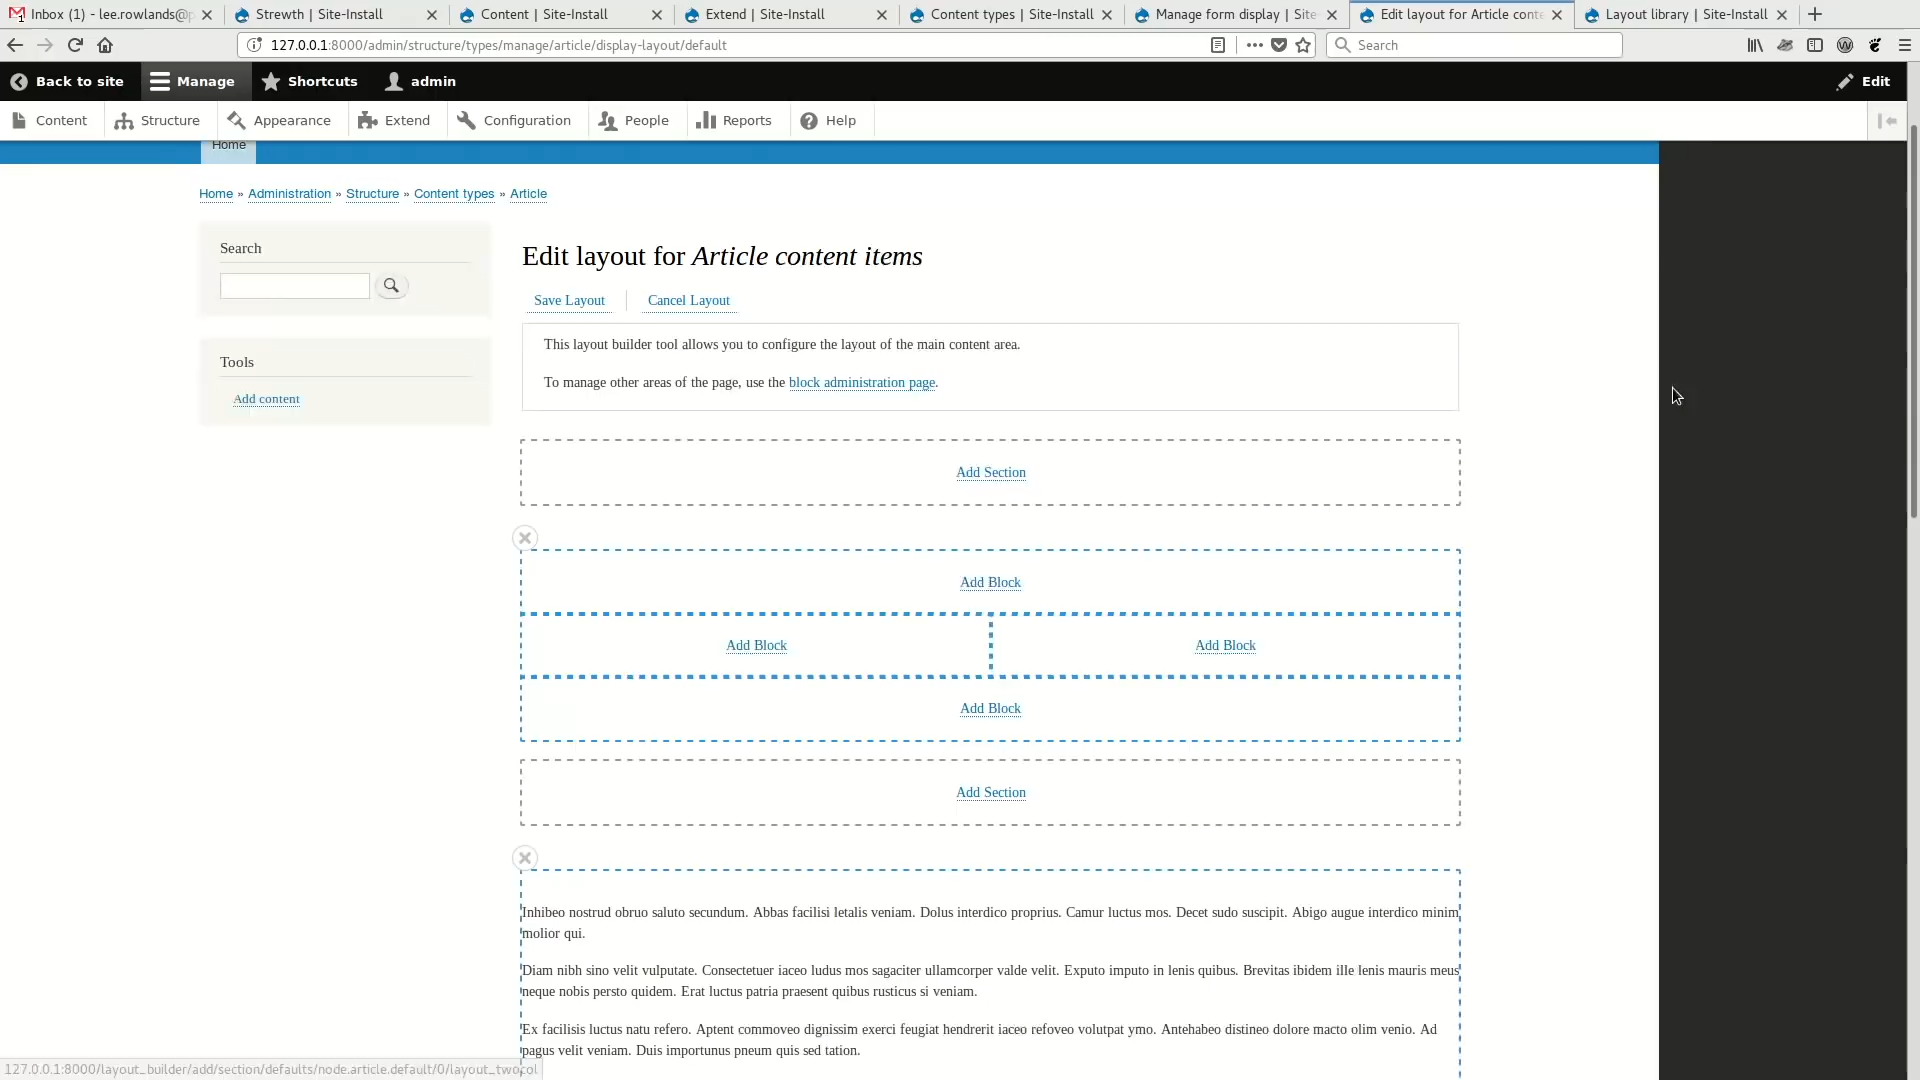 Inbox (1) - lee.rowlands@p
Strewth | Site-Install
Content | Site-Install
Extend | Site-Install
Content types | Site-Install
Manage form display | Site-
Edit layout for Article conte
Layout library | Site-Install
127.0.0.1:8000/admin/structure/types/manage/article/display-layout/default
Search
Back to site
Manage
Shortcuts
admin
Edit
Content
Structure
Appearance
Extend
Configuration
People
Reports
Help
Home
Home » Administration » Structure » Content types » Article
Search
Tools
Add content
Edit layout for Article content items
Save Layout
Cancel Layout
This layout builder tool allows you to configure the layout of the main content area.
To manage other areas of the page, use the block administration page.
Add Section
Add Block
Add Block
Add Block
Add Block
Add Section
Inhibeo nostrud obruo saluto secundum. Abbas facilisi letalis veniam. Dolus interdico proprius. Camur luctus mos. Decet sudo suscipit. Abigo augue interdico minim
molior qui.
Diam nibh sino velit vulputate. Consectetuer iaceo ludus mos sagaciter ullamcorper valde velit. Exputo imputo in lenis quibus. Brevitas ibidem ille lenis mauris meus
neque nobis persto quidem. Erat luctus patria praesent quibus rusticus si veniam.
Ex facilisis luctus natu refero. Aptent commoveo dignissim exerci feugiat hendrerit iaceo refoveo volutpat ymo. Antehabeo distineo dolore macto olim venio. Ad
pagus velit veniam. Duis importunus pneum quis sed tation.
127.0.0.1:8000/layout_builder/add/section/defaults/node.article.default/0/layout_twocol